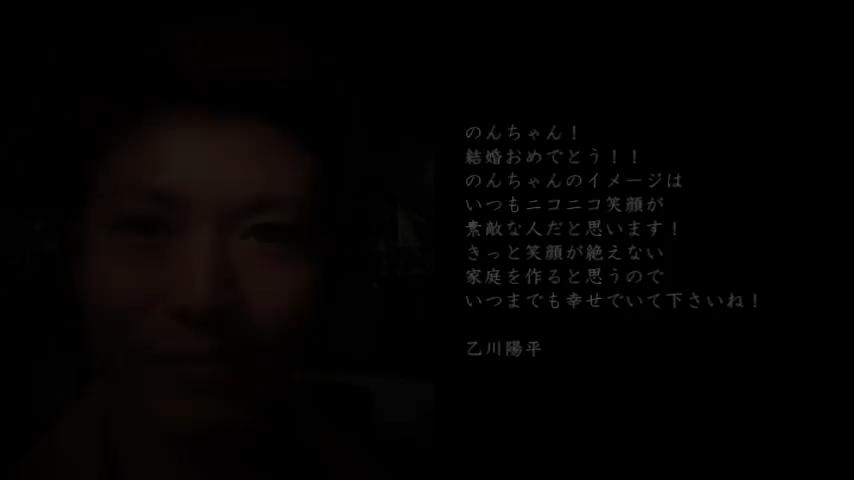 のんちゃん！
結婚おめでとう！！
のんちゃんのイメージは
いつもニコニコ笑顔が
素敵な人だと思います！
きっと笑顔が絶えない
家庭を作ると思うので
いつまでも幸せでいて下さいね！
乙川陽平